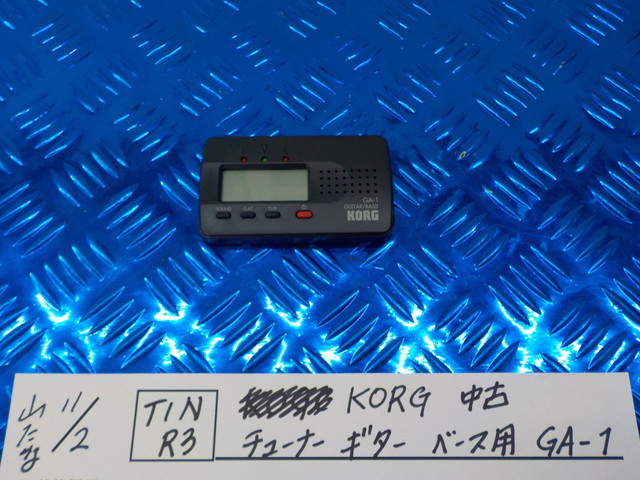 GA-1
GUITAR/BASS
KORG
SOUND FLAT G/B
山たな
11/2
TIN
R3
KORG 中古
チューナー ギター ベース用 GA-1